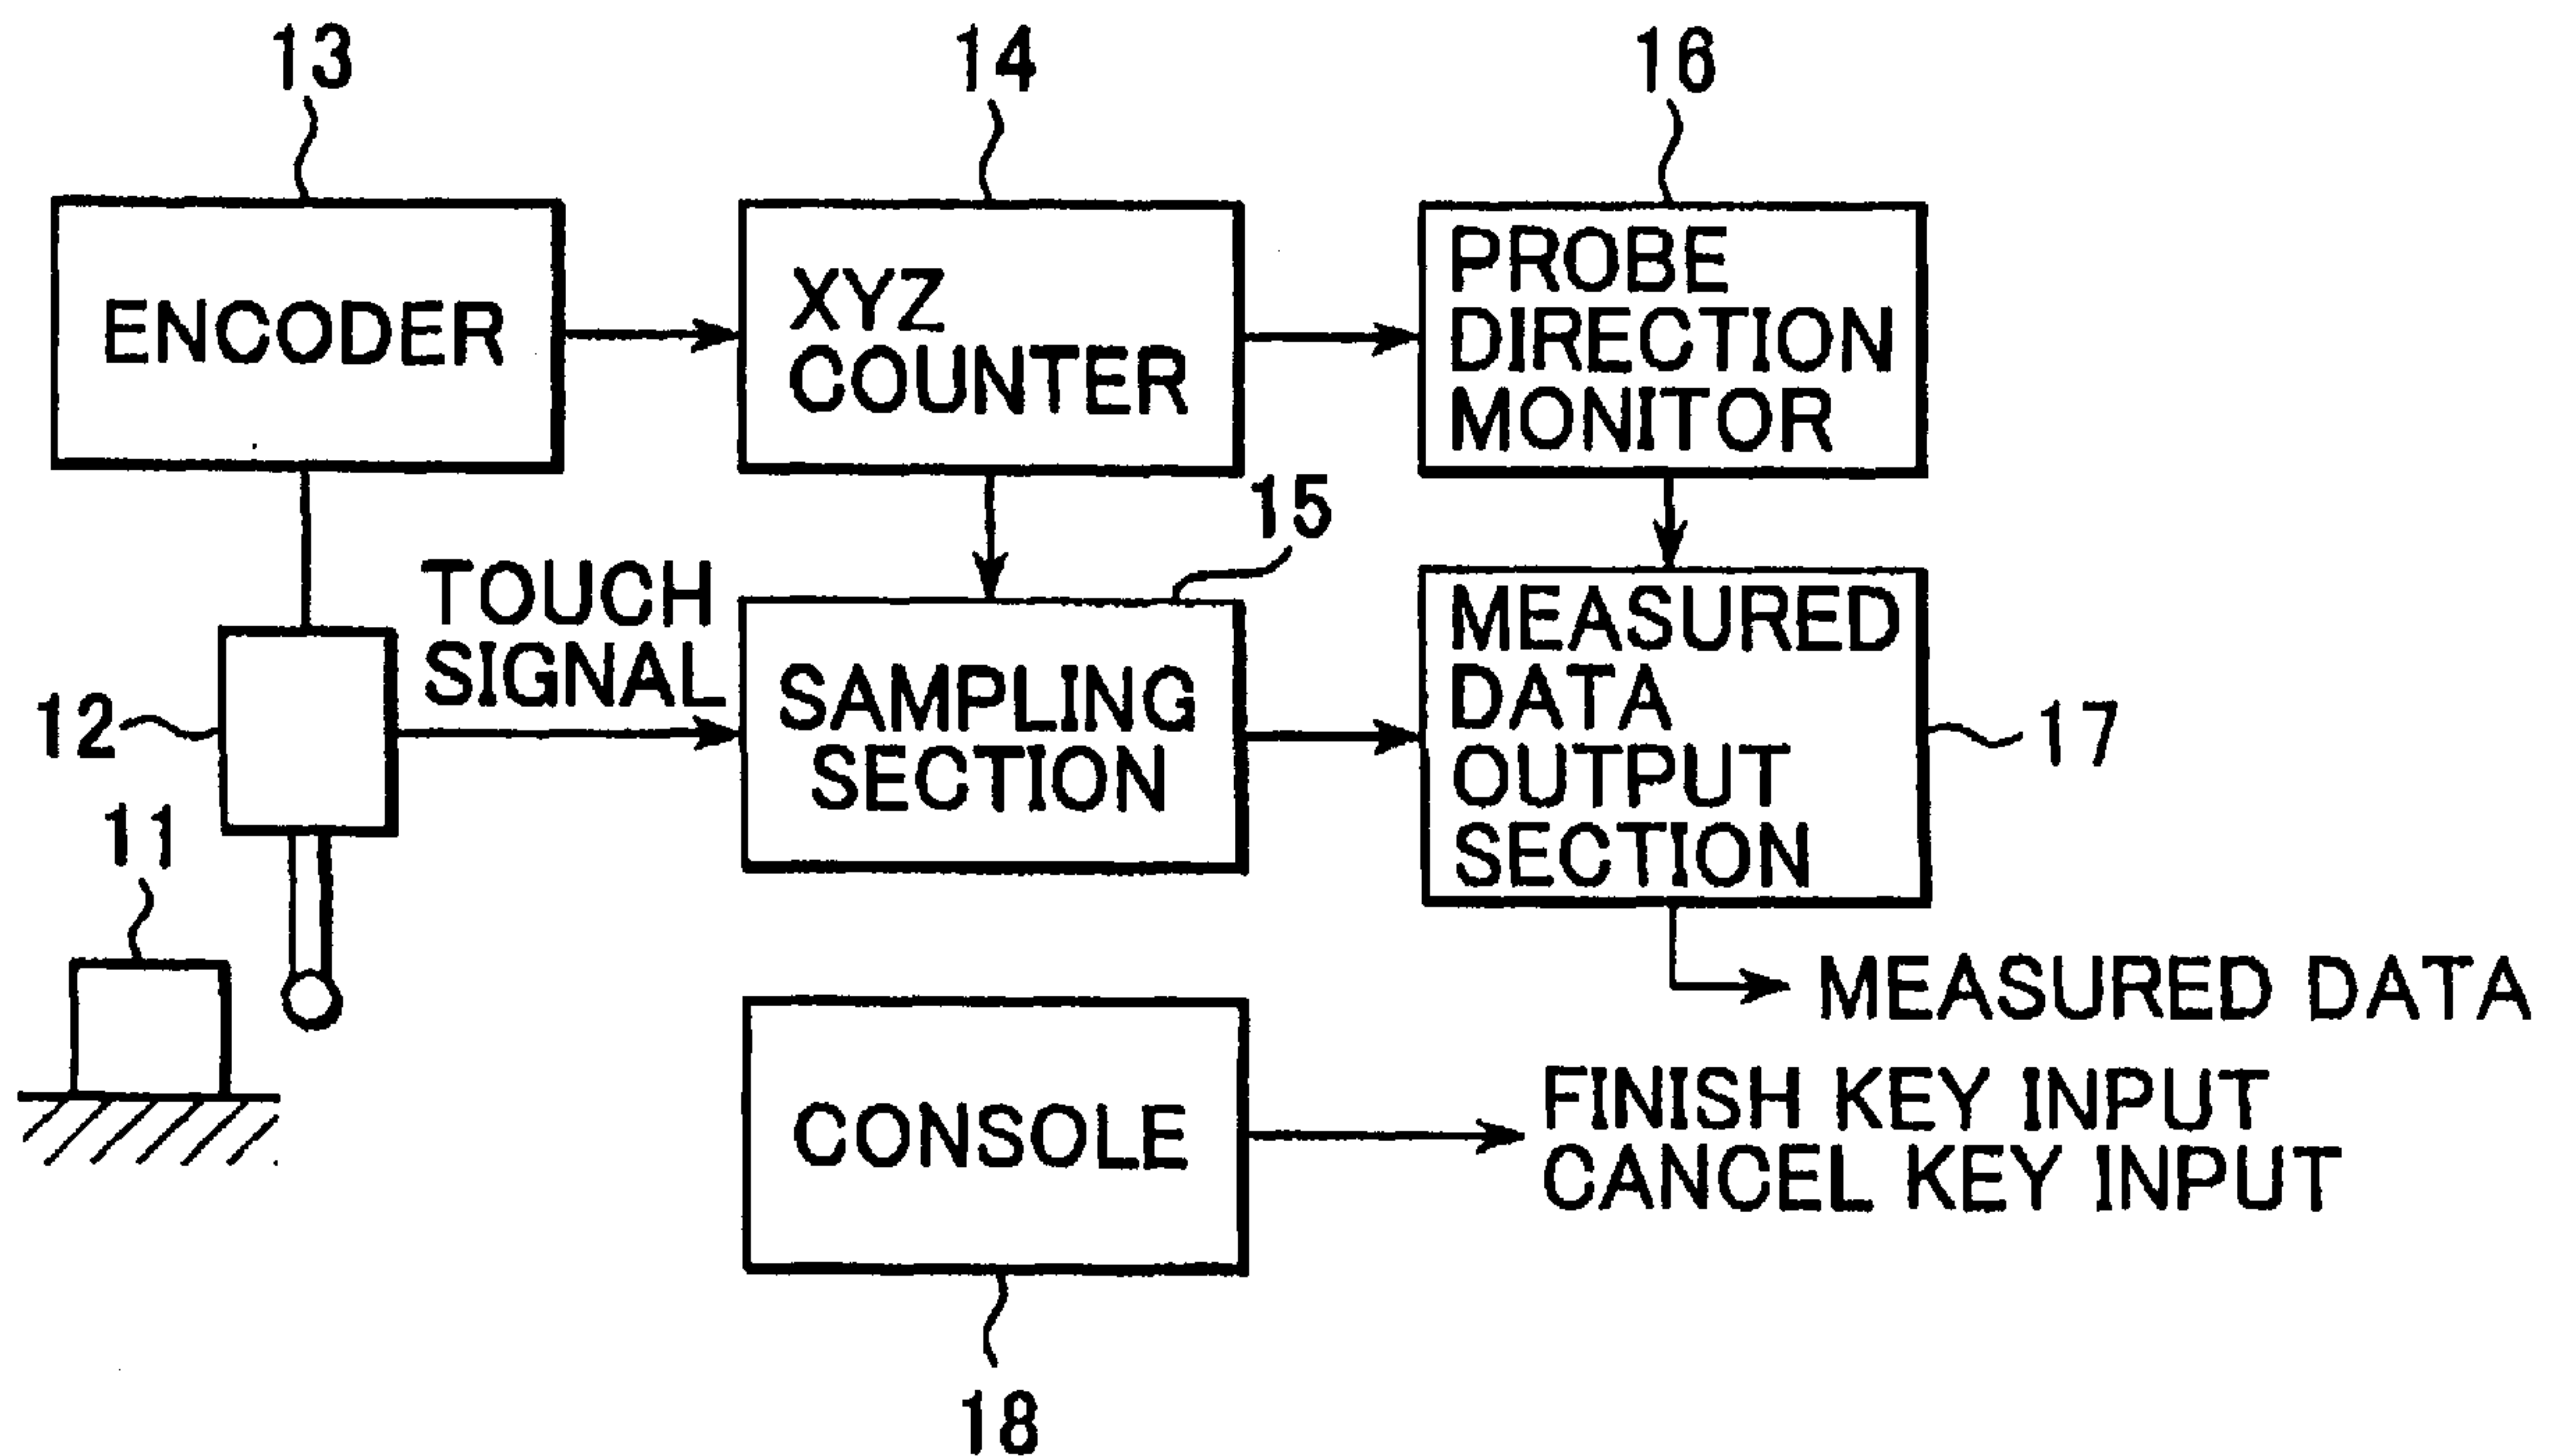 13
14
16
ENCODER
XYZ
COUNTER
PROBE
DIRECTION
MONITOR
15
TOUCH
SIGNAL
12
SAMPLING
SECTION
MEASURED
DATA
OUTPUT
SECTION
17
11
MEASURED DATA
CONSOLE
FINISH KEY INPUT
CANCEL KEY INPUT
18